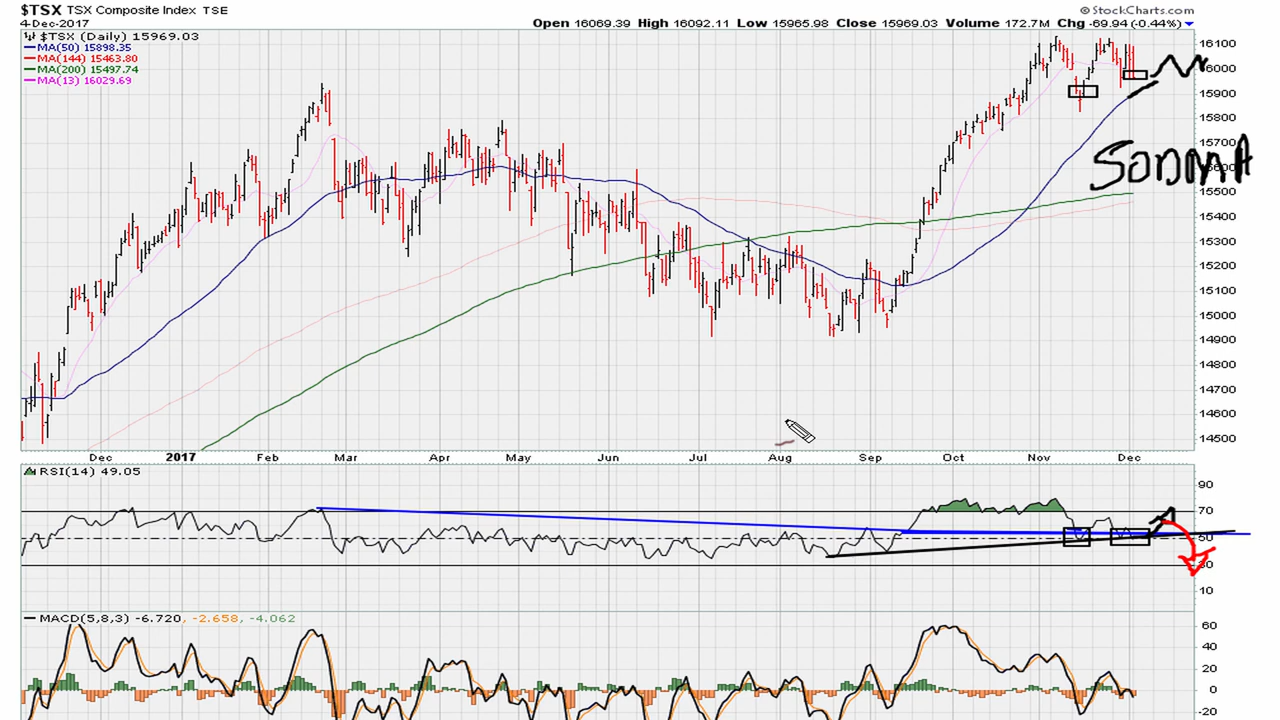 $TSX TSX Composite Index TSE © StockCharts.com
4-Dec-2017 Open 16069.39 High 16092.11 Low 15965.98 Close 15969.03 Volume 172.7M Chg -69.94 (-0.44%)
$TSX (Daily) 15969.03
MA(50) 15898.35
MA(144) 15463.80
MA(200) 15497.74
MA(13) 16029.69
16100
16000
15900
15800
15700
15600
50DMA
15500
15400
15300
15200
15100
15000
14900
14800
14700
14600
14500
Dec 2017 Feb Mar Apr May Jun Jul Aug Sep Oct Nov Dec
RSI(14) 49.05
90
70
50
30
10
MACD(5,8,3) -6.720, -2.658, -4.062
60
40
20
0
-20